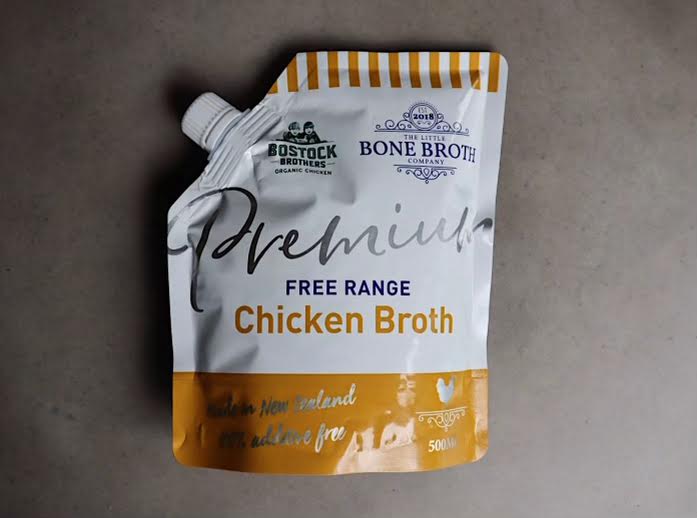 EST
2018
THE LITTLE
BONE BROTH
COMPANY
BOSTOCK
BROTHERS
ORGANIC CHICKEN
Premium
FREE RANGE
Chicken Broth
made in New Zealand
100% additive free
500ML